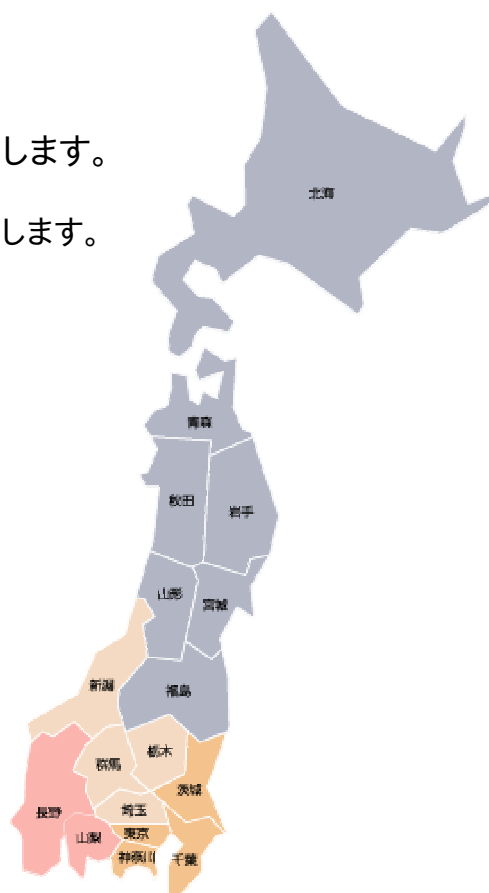 します。
北海
します。
青森
秋田
岩手
山形
宮城
新潟
福島
栃木
群馬
茨城
長野
埼玉
山梨
東京
神奈川
千葉